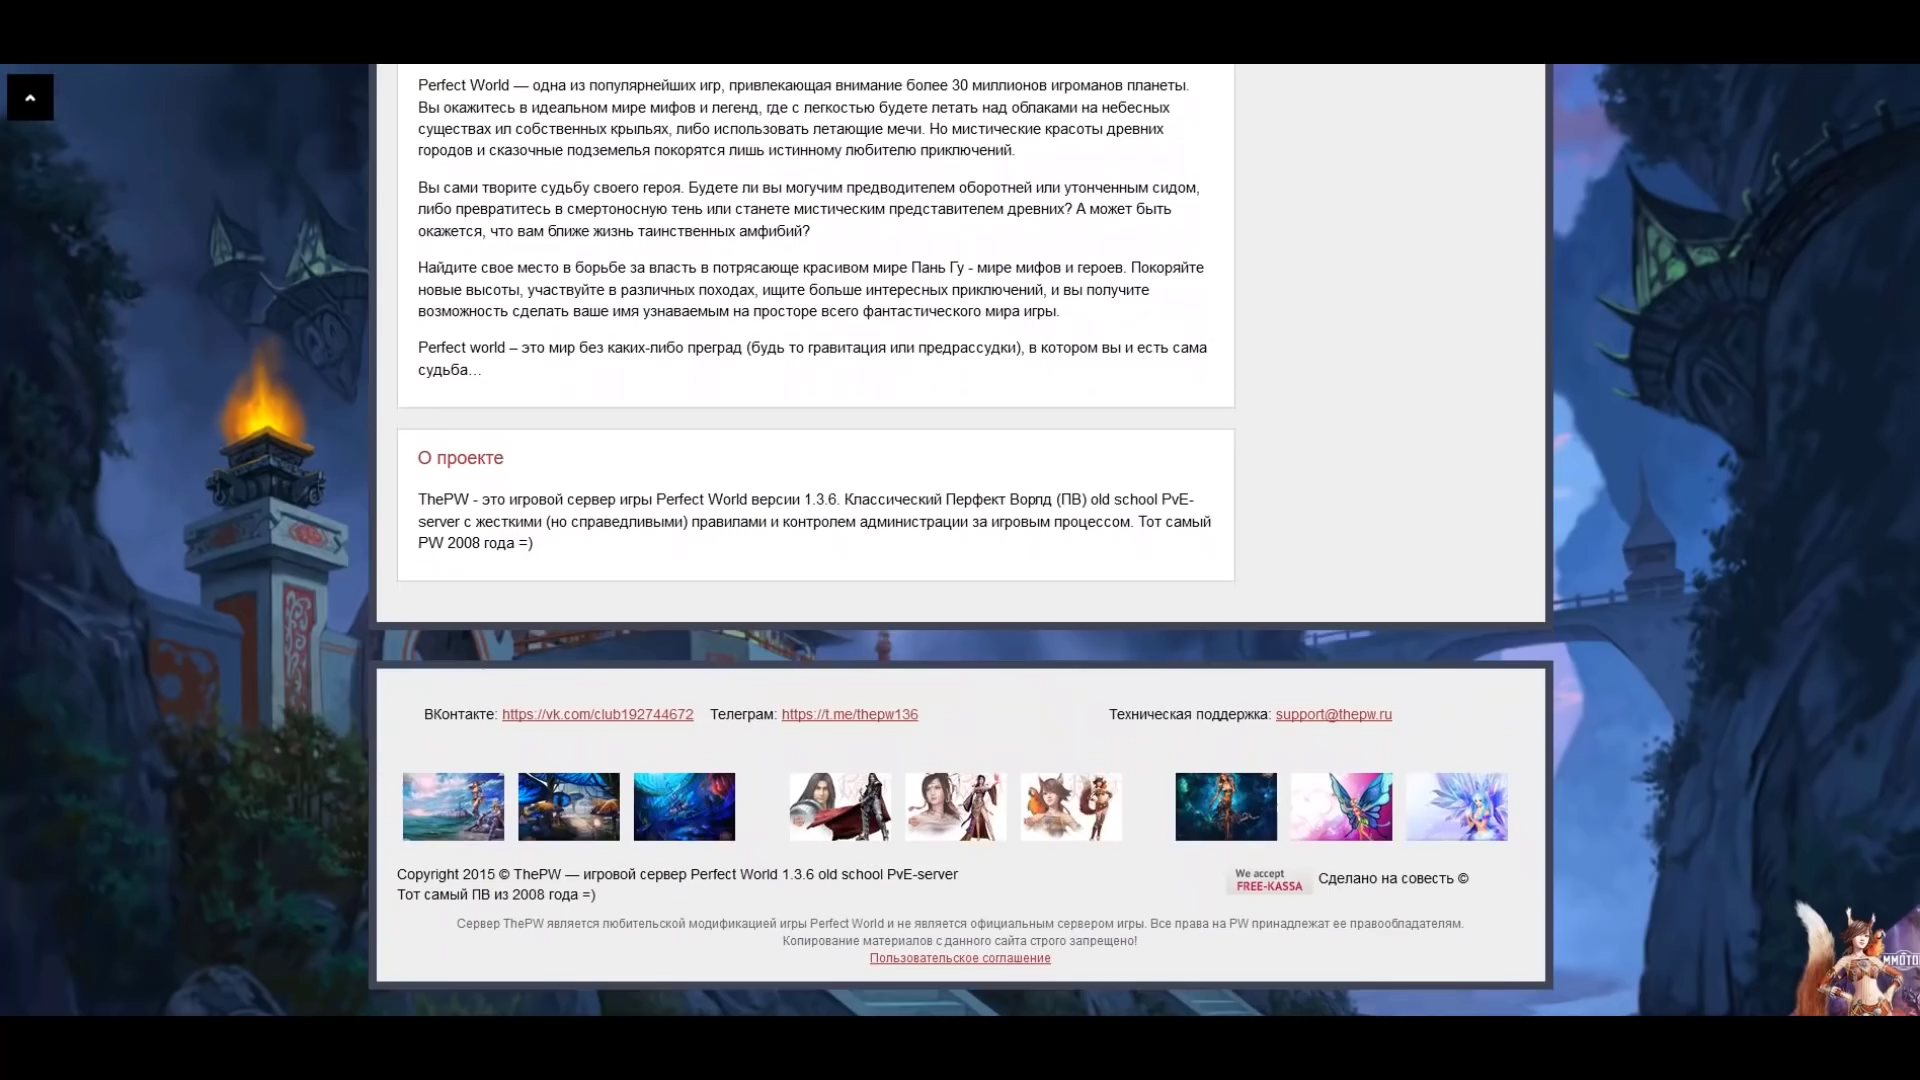 Perfect World — одна из популярнейших игр, привлекающая внимание более 30 миллионов игроманов планеты.
Вы окажитесь в идеальном мире мифов и легенд, где с легкостью будете летать над облаками на небесных
существах ил собственных крыльях, либо использовать летающие мечи. Но мистические красоты древних
городов и сказочные подземелья покорятся лишь истинному любителю приключений.
Вы сами творите судьбу своего героя. Будете ли вы могучим предводителем оборотней или утонченным сидом,
либо превратитесь в смертоносную тень или станете мистическим представителем древних? А может быть
окажется, что вам ближе жизнь таинственных амфибий?
Найдите свое место в борьбе за власть в потрясающе красивом мире Пань Гу - мире мифов и героев. Покоряйте
новые высоты, участвуйте в различных походах, ищите больше интересных приключений, и вы получите
возможность сделать ваше имя узнаваемым на просторе всего фантастического мира игры.
Perfect world – это мир без каких-либо преград (будь то гравитация или предрассудки), в котором вы и есть сама
судьба…
О проекте
ThePW - это игровой сервер игры Perfect World версии 1.3.6. Классический Перфект Ворлд (ПВ) old school PvE-
server с жесткими (но справедливыми) правилами и контролем администрации за игровым процессом. Тот самый
PW 2008 года =)
ВКонтакте: https://vk.com/club192744672 Телеграм: https://t.me/thepw136 Техническая поддержка: support@thepw.ru
Copyright 2015 © ThePW — игровой сервер Perfect World 1.3.6 old school PvE-server
Тот самый ПВ из 2008 года =)
We accept
FREE-KASSA
Сделано на совесть ©
Сервер ThePW является любительской модификацией игры Perfect World и не является официальным сервером игры. Все права на PW принадлежат ее правообладателям.
Копирование материалов с данного сайта строго запрещено!
Пользовательское соглашение